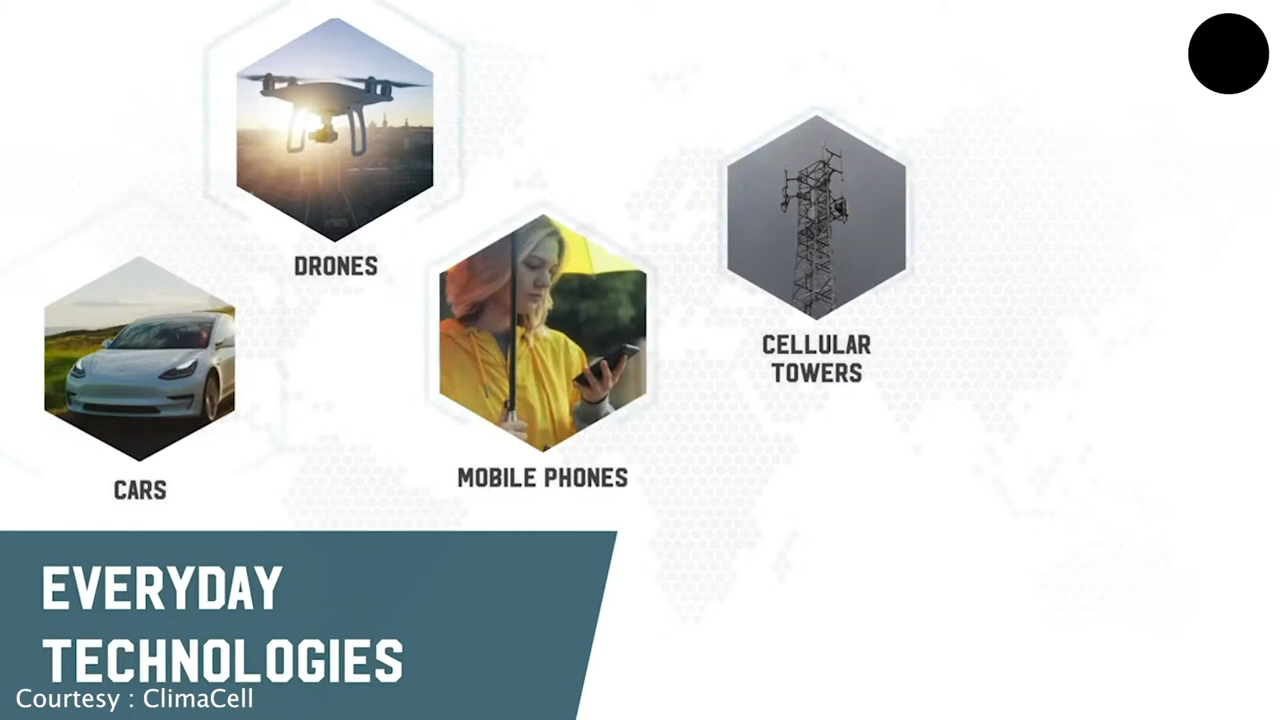 DRONES
CELLULAR
TOWERS
MOBILE PHONES
CARS
EVERYDAY
TECHNOLOGIES
Courtesy : ClimaCell